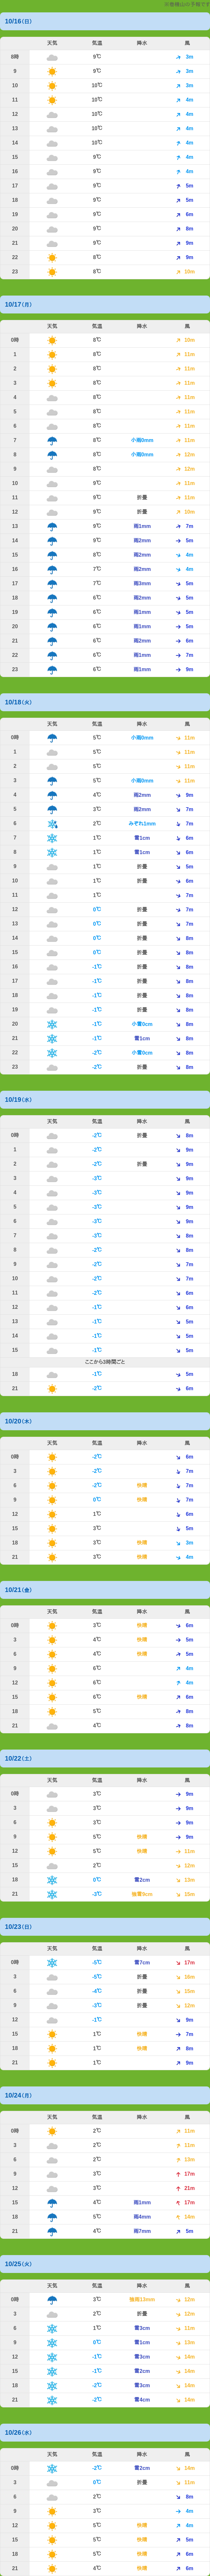 の予報です
10/16(日)
天気 気温 降水 風
8時 9℃ 3m
9 9℃ 3m
10 10℃ 3m
11 10℃ 4m
12 10℃ 4m
13 10℃ 4m
14 10℃ 4m
15 9℃ 4m
16 9℃ 4m
17 9℃ 5m
18 9℃ 5m
19 9℃ 6m
20 9℃ 8m
21 9℃ 9m
22 8℃ 9m
23 8℃ 10m
10/17(月)
天気 気温 降水 風
0時 8℃ 10m
1 8℃ 11m
2 8℃ 11m
3 8℃ 11m
4 8℃ 11m
5 8℃ 11m
6 8℃ 11m
7 8℃ 小雨0mm 11m
8 8℃ 小雨0mm 12m
9 8℃ 12m
10 9℃ 11m
11 9℃ 折畳 11m
12 9℃ 折畳 10m
13 9℃ 雨1mm 7m
14 9℃ 雨2mm 5m
15 8℃ 雨2mm 4m
16 7℃ 雨2mm 4m
17 7℃ 雨3mm 5m
18 6℃ 雨2mm 5m
19 6℃ 雨1mm 5m
20 6℃ 雨1mm 5m
21 6℃ 雨2mm 6m
22 6℃ 雨1mm 7m
23 6℃ 雨1mm 9m
10/18(火)
天気 気温 降水 風
0時 5℃ 小雨0mm 11m
1 5℃ 11m
2 5℃ 11m
3 5℃ 小雨0mm 11m
4 4℃ 雨2mm 9m
5 3℃ 雨2mm 7m
6 2℃ みぞれ1mm 7m
7 1℃ 雪1cm 6m
8 1℃ 雪1cm 6m
9 1℃ 折畳 5m
10 1℃ 折畳 6m
11 1℃ 7m
12 0℃ 折畳 7m
13 0℃ 折畳 7m
14 0℃ 折畳 8m
15 0℃ 折畳 8m
16 -1℃ 折畳 8m
17 -1℃ 折畳 8m
18 -1℃ 折畳 8m
19 -1℃ 折畳 8m
20 -1℃ 小雪0cm 8m
21 -1℃ 雪1cm 8m
22 -2℃ 小雪0cm 8m
23 -2℃ 折畳 8m
10/19(水)
天気 気温 降水 風
0時 -2℃ 折畳 8m
1 -2℃ 9m
2 -2℃ 折畳 9m
3 -3℃ 9m
4 -3℃ 9m
5 -3℃ 9m
6 -3℃ 9m
7 -3℃ 8m
8 -2℃ 8m
9 -2℃ 7m
10 -2℃ 7m
11 -2℃ 6m
12 -1℃ 6m
13 -1℃ 5m
14 -1℃ 5m
15 -1℃ 5m
ここから3時間ごと
18 -1℃ 5m
21 -2℃ 6m
10/20(木)
天気 気温 降水 風
0時 -2℃ 6m
3 -2℃ 7m
6 -2℃ 快晴 7m
9 0℃ 快晴 7m
12 1℃ 6m
15 3℃ 5m
18 3℃ 快晴 3m
21 3℃ 快晴 4m
10/21(金)
天気 気温 降水 風
0時 3℃ 快晴 6m
3 4℃ 快晴 5m
6 4℃ 快晴 5m
9 6℃ 4m
12 6℃ 4m
15 6℃ 快晴 6m
18 5℃ 8m
21 4℃ 8m
10/22(土)
天気 気温 降水 風
0時 3℃ 9m
3 3℃ 9m
6 3℃ 9m
9 5℃ 快晴 9m
12 5℃ 快晴 11m
15 2℃ 12m
18 0℃ 雪2cm 13m
21 -3℃ 9cm 15m
10/23(日)
天気 気温 降水 風
0時 -5℃ 雪7cm 17m
3 -5℃ 折畳 16m
6 -4℃ 折畳 15m
9 -3℃ 折畳 12m
12 -1℃ 9m
15 1℃ 快晴 7m
18 1℃ 快晴 8m
21 1℃ 9m
10/24(月)
天気 気温 降水 風
0時 2℃ 11m
3 2℃ 11m
6 2℃ 13m
9 3℃ 17m
12 3℃ 21m
15 4℃ 雨1mm 17m
18 5℃ 雨4mm 14m
21 4℃ 雨7mm 5m
10/25(火)
天気 気温 降水 風
0時 3℃ 13mm 12m
3 2℃ 折畳 12m
6 1℃ 雪3cm 11m
9 0℃ 雪1cm 13m
12 -1℃ 雪3cm 14m
15 -1℃ 雪2cm 14m
18 -2℃ 雪3cm 14m
21 -2℃ 雪4cm 14m
10/26(水)
天気 気温 降水 風
0時 -2℃ 雪2cm 14m
3 0℃ 折畳 11m
6 2℃ 8m
9 3℃ 4m
12 5℃ 快晴 4m
15 5℃ 快晴 5m
18 5℃ 快晴 6m
21 4℃ 快晴 6m